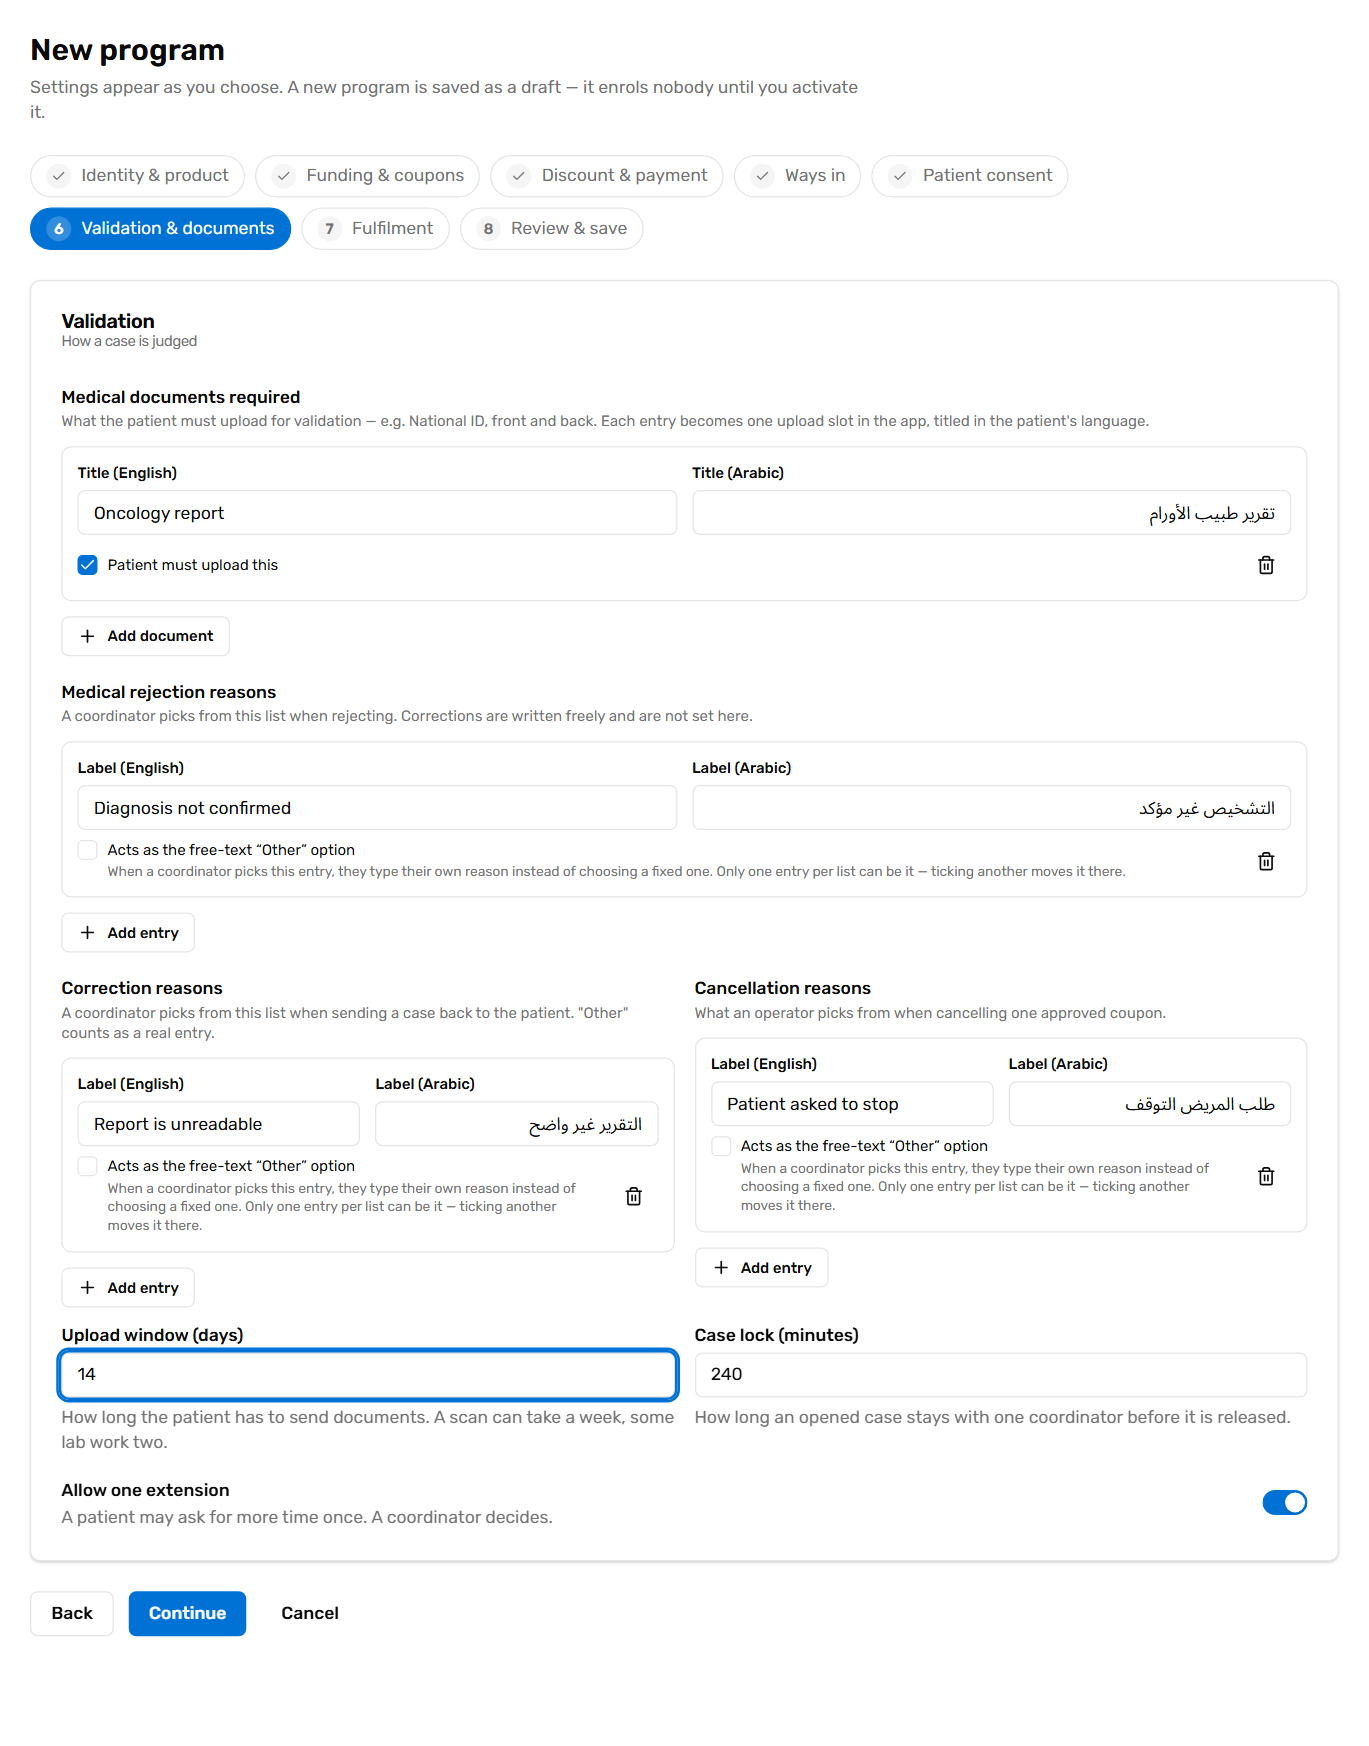 New program
Settings appear as you choose. A new program is saved as a draft — it enrols nobody until you activate
it.
Identity & product
Funding & coupons
Discount & payment
Ways in
Patient consent
6 Validation & documents
7 Fulfilment
8 Review & save
Validation
How a case is judged
Medical documents required
What the patient must upload for validation — e.g. National ID, front and back. Each entry becomes one upload slot in the app, titled in the patient's language.
Title (English)
Title (Arabic)
Oncology report
تقرير طبيب الأورام
Patient must upload this
Add document
Medical rejection reasons
A coordinator picks from this list when rejecting. Corrections are written freely and are not set here.
Label (English)
Label (Arabic)
Diagnosis not confirmed
التشخيص غير مؤكد
Acts as the free-text “Other” option
When a coordinator picks this entry, they type their own reason instead of choosing a fixed one. Only one entry per list can be it — ticking another moves it there.
Add entry
Correction reasons
A coordinator picks from this list when sending a case back to the patient. "Other"
counts as a real entry.
Label (English)
Label (Arabic)
Report is unreadable
التقرير غير واضح
Acts as the free-text “Other” option
When a coordinator picks this entry, they type their own reason instead of
choosing a fixed one. Only one entry per list can be it — ticking another
moves it there.
Add entry
Cancellation reasons
What an operator picks from when cancelling one approved coupon.
Label (English)
Label (Arabic)
Patient asked to stop
طلب المريض التوقف
Acts as the free-text “Other” option
When a coordinator picks this entry, they type their own reason instead of
choosing a fixed one. Only one entry per list can be it — ticking another
moves it there.
Add entry
Upload window (days)
14
How long the patient has to send documents. A scan can take a week, some
lab work two.
Case lock (minutes)
240
How long an opened case stays with one coordinator before it is released.
Allow one extension
A patient may ask for more time once. A coordinator decides.
Back
Continue
Cancel